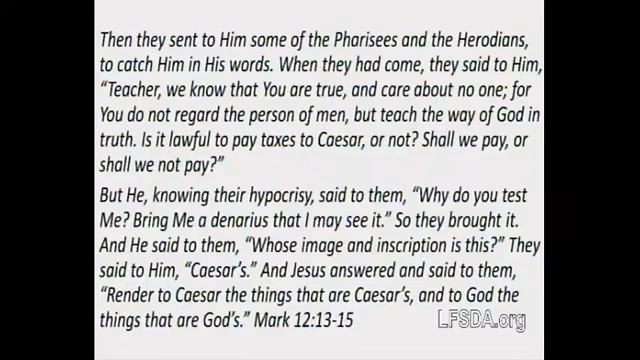 Then they sent to Him some of the Pharisees and the Herodians,
to catch Him in His words. When they had come, they said to Him,
“Teacher, we know that You are true, and care about no one; for
You do not regard the person of men, but teach the way of God in
truth. Is it lawful to pay taxes to Caesar, or not? Shall we pay, or
shall we not pay?”
But He, knowing their hypocrisy, said to them, “Why do you test
Me? Bring Me a denarius that I may see it.” So they brought it.
And He said to them, “Whose image and inscription is this?” They
said to Him, “Caesar’s.” And Jesus answered and said to them,
“Render to Caesar the things that are Caesar’s, and to God the
things that are God’s.” Mark 12:13-15
LFSDA.org